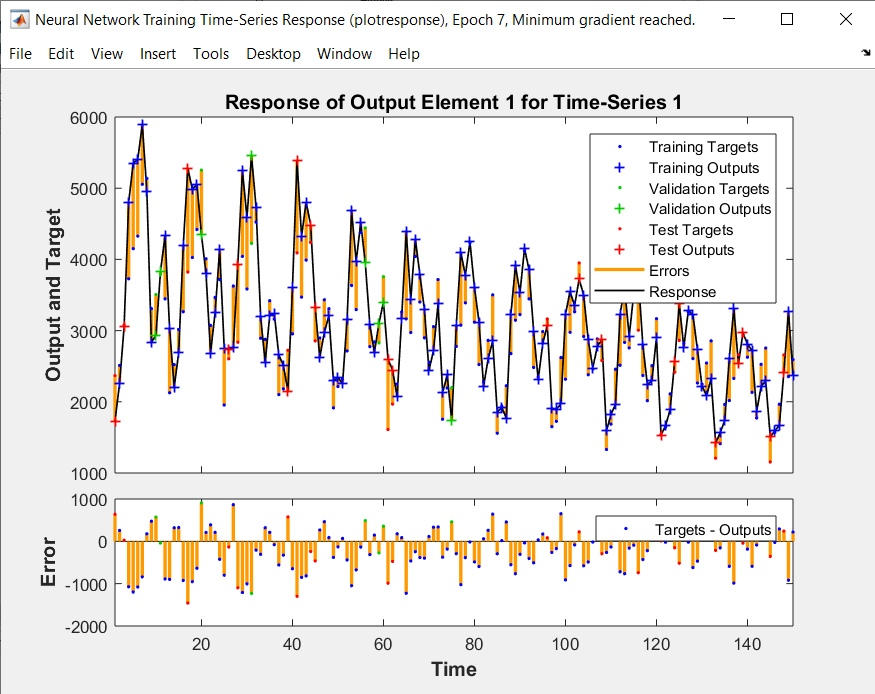 Neural Network Training Time-Series Response (plotresponse), Epoch 7, Minimum gradient reached.
File Edit View Insert Tools Desktop Window Help
Response of Output Element 1 for Time-Series 1
Output and Target
6000
5000
4000
3000
2000
1000
Training Targets
Training Outputs
Validation Targets
Validation Outputs
Test Targets
Test Outputs
Errors
Response
Error
1000
0
-1000
-2000
Targets - Outputs
20 40 60 80 100 120 140
Time